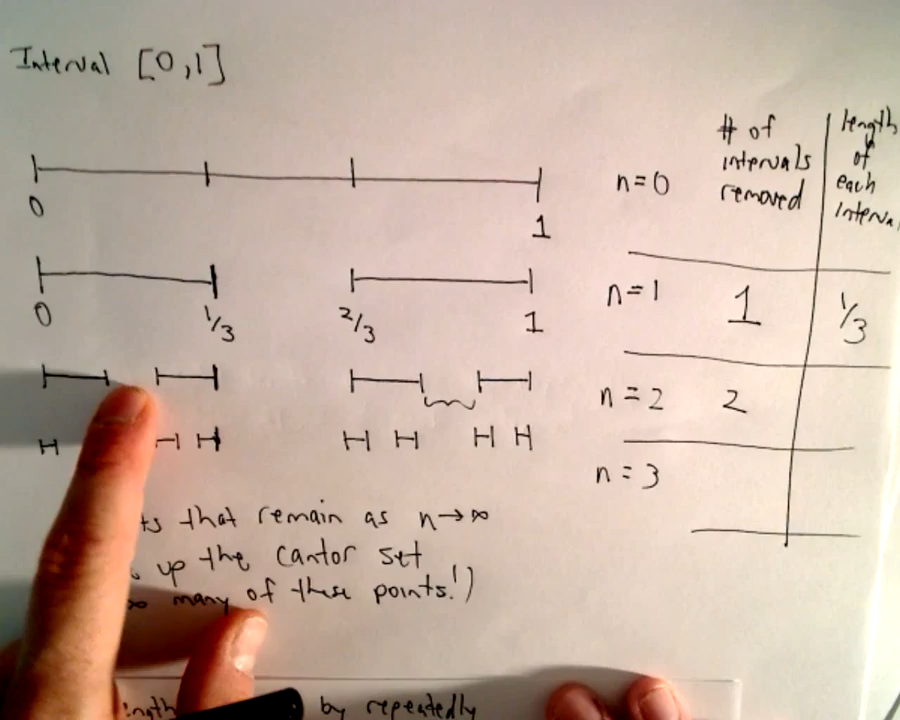 Interval [0,1]
0 1
0 1/3 2/3 1
ts that remain as n→∞
up the cantor set
∞ many of these points!)
by repeatedly
# of
intervals
removed
length
of
each
interva
n=0
n=1 1 1/3
n=2 2
n=3